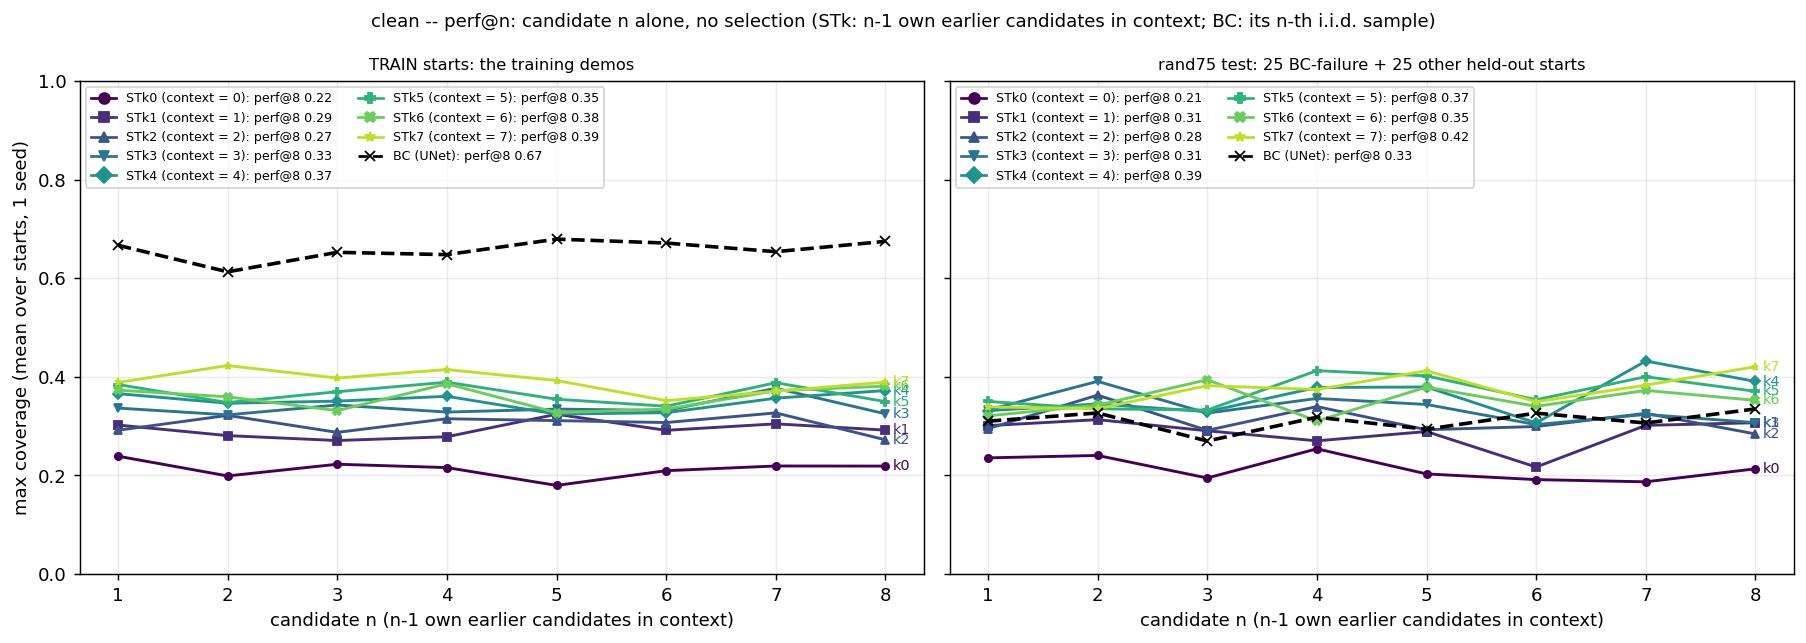 clean -- perf@n: candidate n alone, no selection (STk: n-1 own earlier candidates in context; BC: its n-th i.i.d. sample)
TRAIN starts: the training demos
max coverage (mean over starts, 1 seed)
1.0
0.8
0.6
0.4
0.2
0.0
STk0 (context = 0): perf@8 0.22
STk1 (context = 1): perf@8 0.29
STk2 (context = 2): perf@8 0.27
STk3 (context = 3): perf@8 0.33
STk4 (context = 4): perf@8 0.37
STk5 (context = 5): perf@8 0.35
STk6 (context = 6): perf@8 0.38
STk7 (context = 7): perf@8 0.39
BC (UNet): perf@8 0.67
k7
k4
k5
k3
k1
k2
k0
1 2 3 4 5 6 7 8
candidate n (n-1 own earlier candidates in context)
rand75 test: 25 BC-failure + 25 other held-out starts
STk0 (context = 0): perf@8 0.21
STk1 (context = 1): perf@8 0.31
STk2 (context = 2): perf@8 0.28
STk3 (context = 3): perf@8 0.31
STk4 (context = 4): perf@8 0.39
STk5 (context = 5): perf@8 0.37
STk6 (context = 6): perf@8 0.35
STk7 (context = 7): perf@8 0.42
BC (UNet): perf@8 0.33
k7
k4
k5
k6
k2
k0
1 2 3 4 5 6 7 8
candidate n (n-1 own earlier candidates in context)